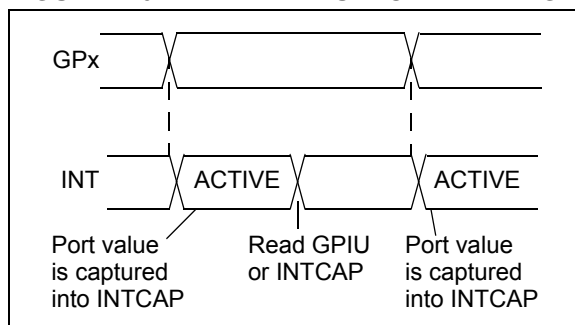 GPx
INT
ACTIVE
ACTIVE
Port value
is captured
into INTCAP
Read GPIU
or INTCAP
Port value
is captured
into INTCAP